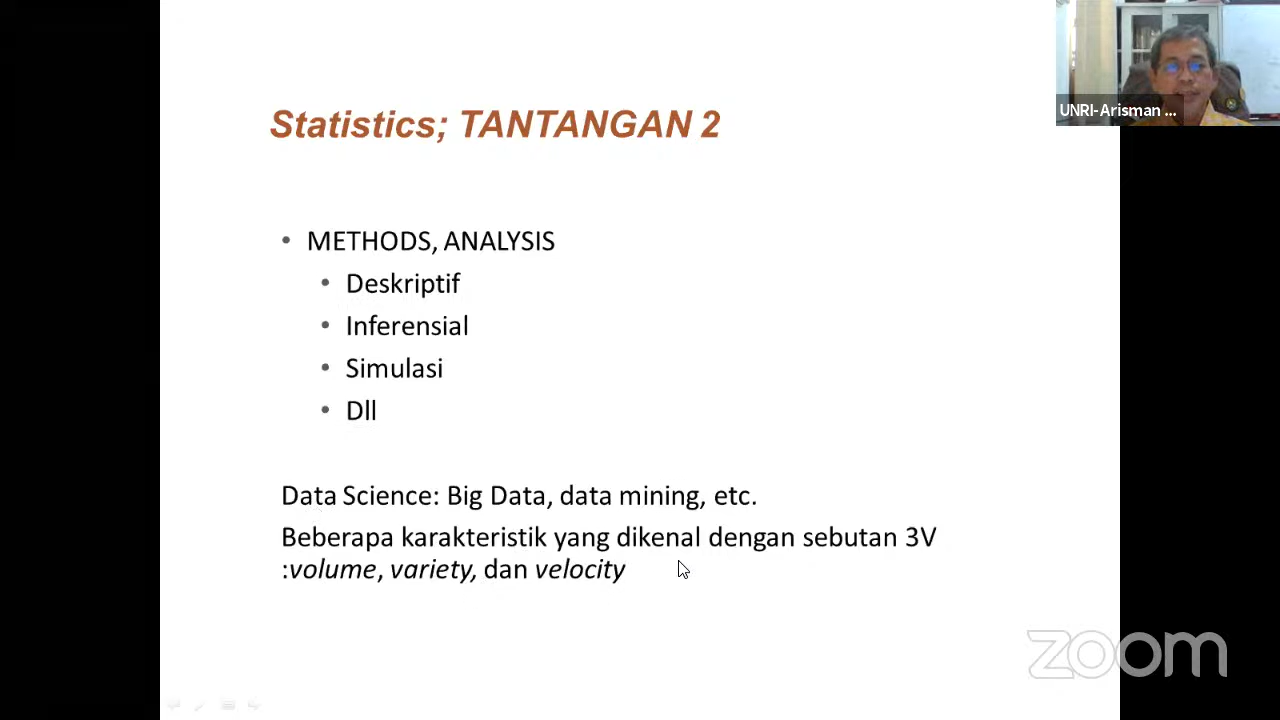 UNRI-Arisman ...
Statistics; TANTANGAN 2
• METHODS, ANALYSIS
• Deskriptif
• Inferensial
• Simulasi
• Dll
Data Science: Big Data, data mining, etc.
Beberapa karakteristik yang dikenal dengan sebutan 3V
:volume, variety, dan velocity
zoom